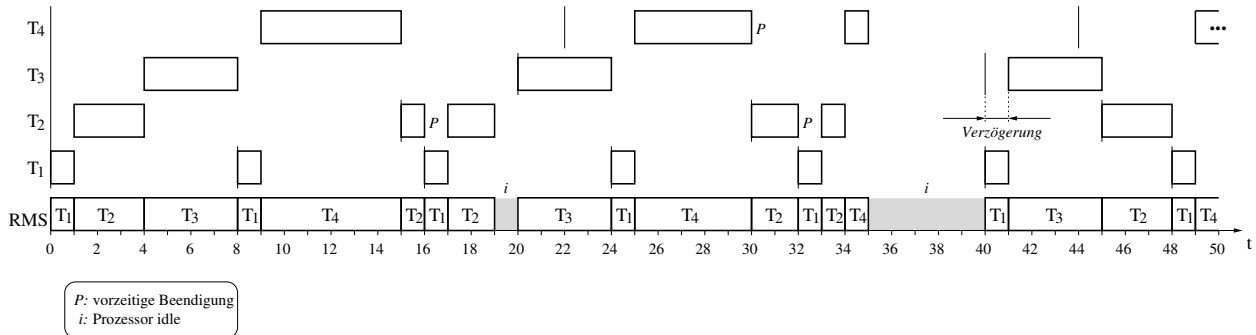 T4
P
...
T3
T2
P
P
Verzögerung
T1
i
i
RMS T1 T2 T3 T1 T4 T2 T1 T2 T3 T1 T4 T2 T1 T2 T4 T1 T3 T2 T1 T4
0 2 4 6 8 10 12 14 16 18 20 22 24 26 28 30 32 34 36 38 40 42 44 46 48 50 t
P: vorzeitige Beendigung
i: Prozessor idle